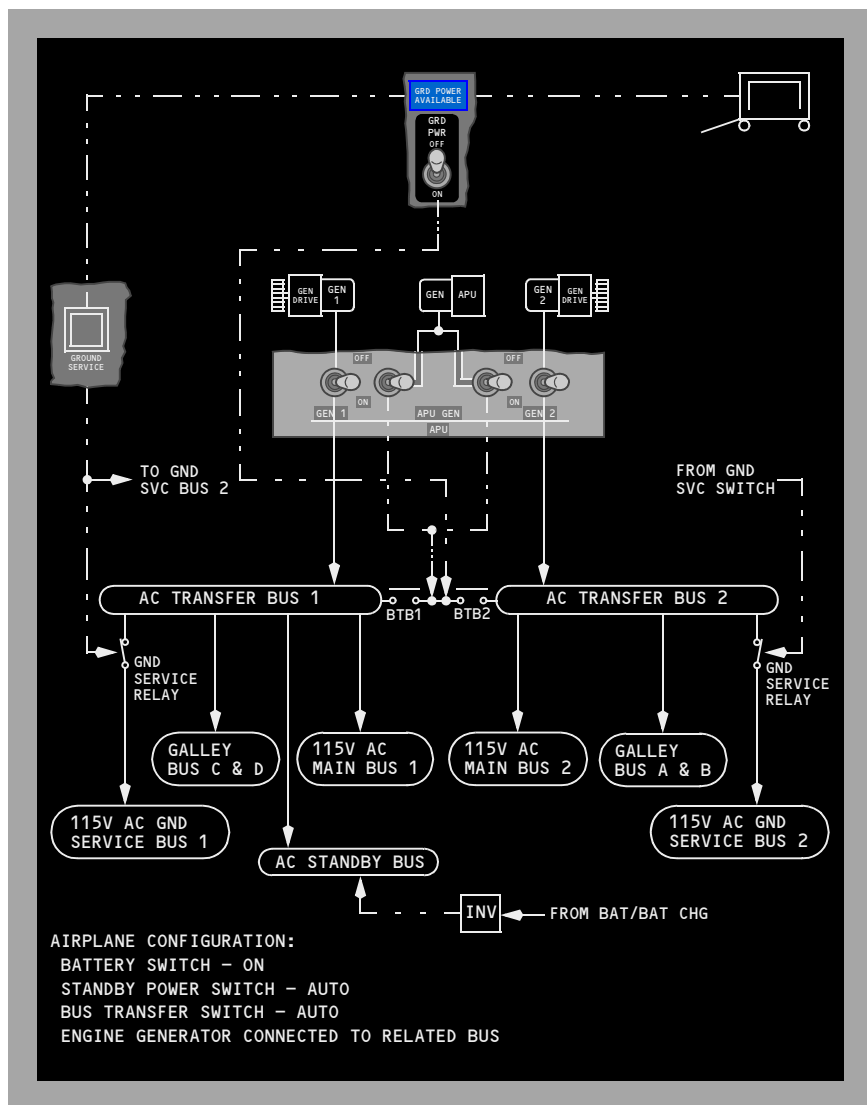 GRD POWER
AVAILABLE
GRD
PWR
OFF
ON
GEN
DRIVE
GEN
1
GEN
APU
GEN
2
GEN
DRIVE
GROUND
SERVICE
OFF
OFF
ON
ON
GEN 1
APU GEN
GEN 2
APU
TO GND
SVC BUS 2
FROM GND
SVC SWITCH
AC TRANSFER BUS 1
BTB1
BTB2
AC TRANSFER BUS 2
GND
SERVICE
RELAY
GND
SERVICE
RELAY
GALLEY
BUS C & D
115V AC
MAIN BUS 1
115V AC
MAIN BUS 2
GALLEY
BUS A & B
115V AC GND
SERVICE BUS 1
115V AC GND
SERVICE BUS 2
AC STANDBY BUS
INV
FROM BAT/BAT CHG
AIRPLANE CONFIGURATION:
BATTERY SWITCH – ON
STANDBY POWER SWITCH – AUTO
BUS TRANSFER SWITCH – AUTO
ENGINE GENERATOR CONNECTED TO RELATED BUS